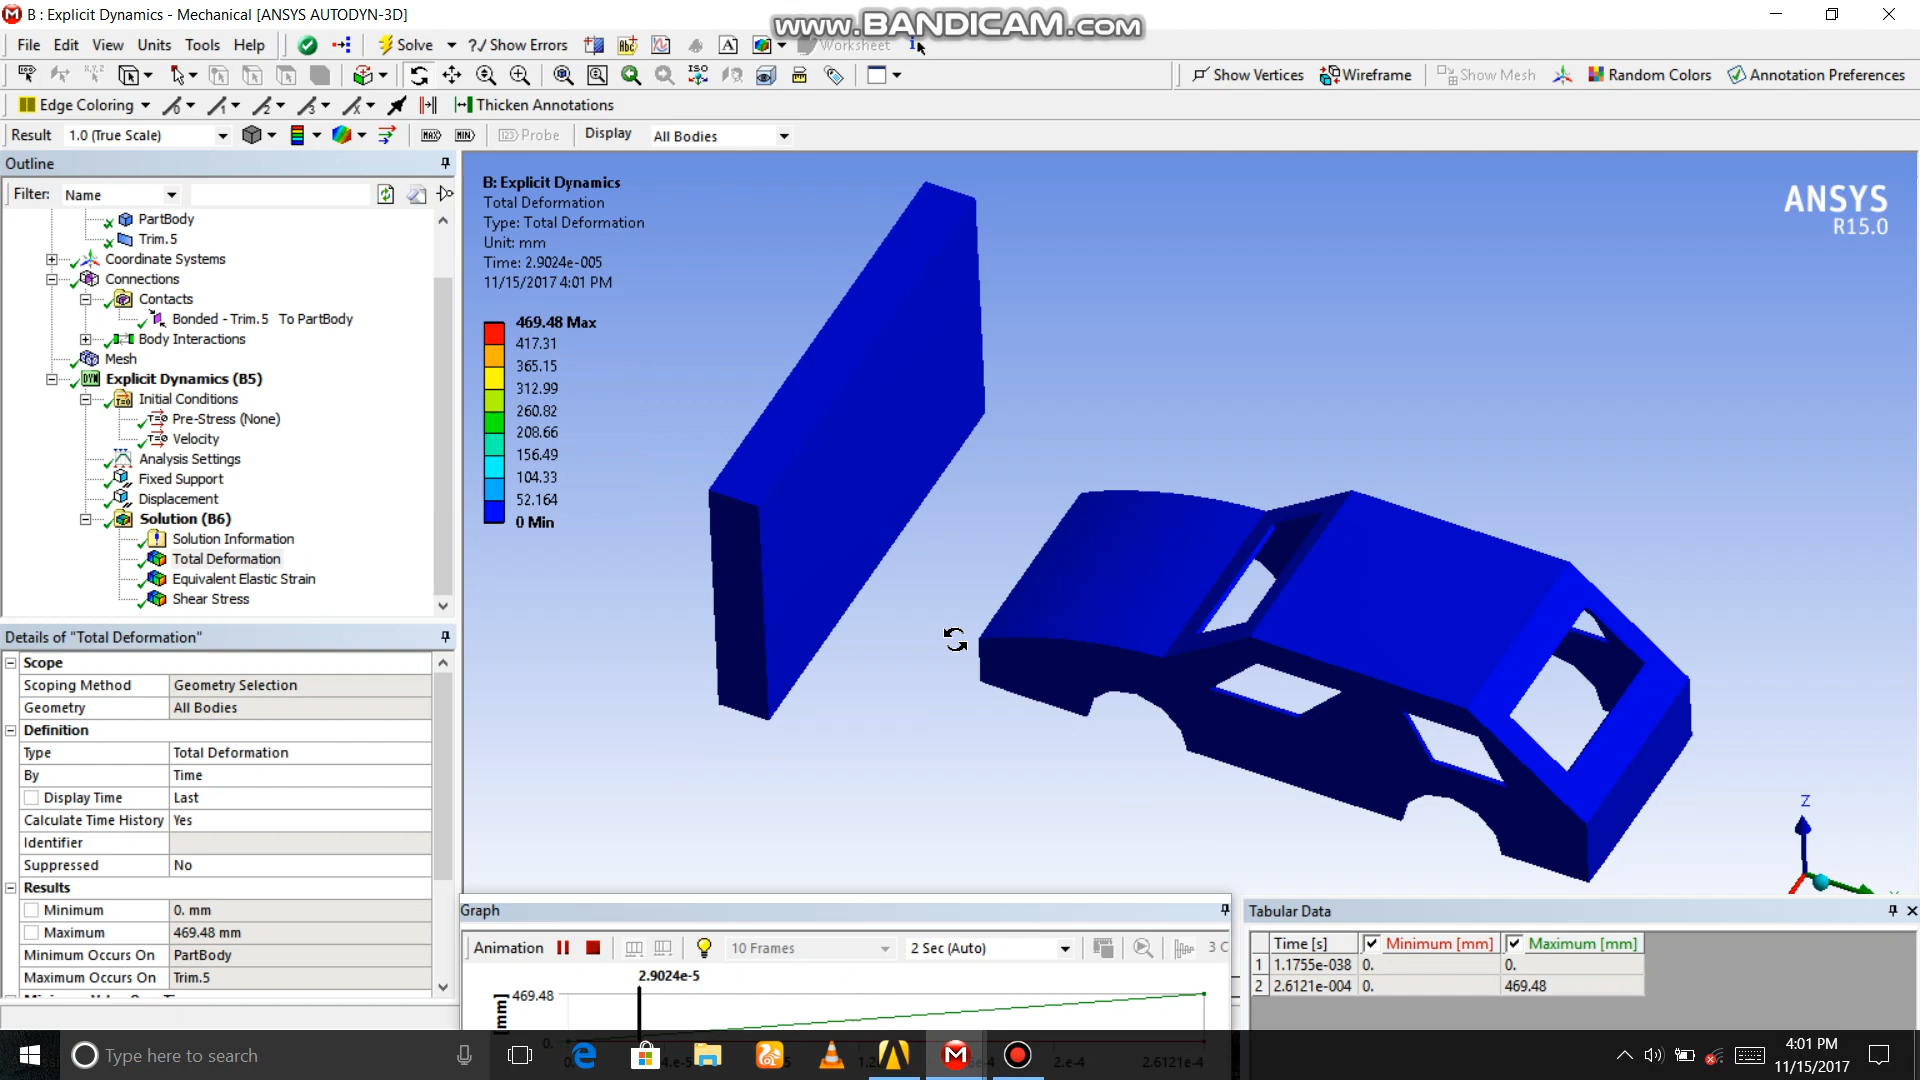 B : Explicit Dynamics - Mechanical [ANSYS AUTODYN-3D]
www.BANDICAM.com
File Edit View Units Tools Help Solve ?/ Show Errors Worksheet
Show Vertices Wireframe Show Mesh Random Colors Annotation Preferences
Edge Coloring Thicken Annotations
Result 1.0 (True Scale) MAX MIN Probe Display All Bodies
Outline
Filter: Name
PartBody
Trim.5
Coordinate Systems
Connections
Contacts
Bonded - Trim.5 To PartBody
Body Interactions
Mesh
Explicit Dynamics (B5)
Initial Conditions
Pre-Stress (None)
Velocity
Analysis Settings
Fixed Support
Displacement
Solution (B6)
Solution Information
Total Deformation
Equivalent Elastic Strain
Shear Stress
Details of "Total Deformation"
Scope
Scoping Method Geometry Selection
Geometry All Bodies
Definition
Type Total Deformation
By Time
Display Time Last
Calculate Time History Yes
Identifier
Suppressed No
Results
Minimum 0. mm
Maximum 469.48 mm
Minimum Occurs On PartBody
Maximum Occurs On Trim.5
B: Explicit Dynamics
Total Deformation
Type: Total Deformation
Unit: mm
Time: 2.9024e-005
11/15/2017 4:01 PM
469.48 Max
417.31
365.15
312.99
260.82
208.66
156.49
104.33
52.164
0 Min
ANSYS
R15.0
Z
Graph
Animation 10 Frames 2 Sec (Auto) 3 C
2.9024e-5
469.48
[mm]
0.
2.e-4 2.6121e-4
Tabular Data
Time [s] Minimum [mm] Maximum [mm]
1 1.1755e-038 0. 0.
2 2.6121e-004 0. 469.48
Type here to search
4:01 PM
11/15/2017